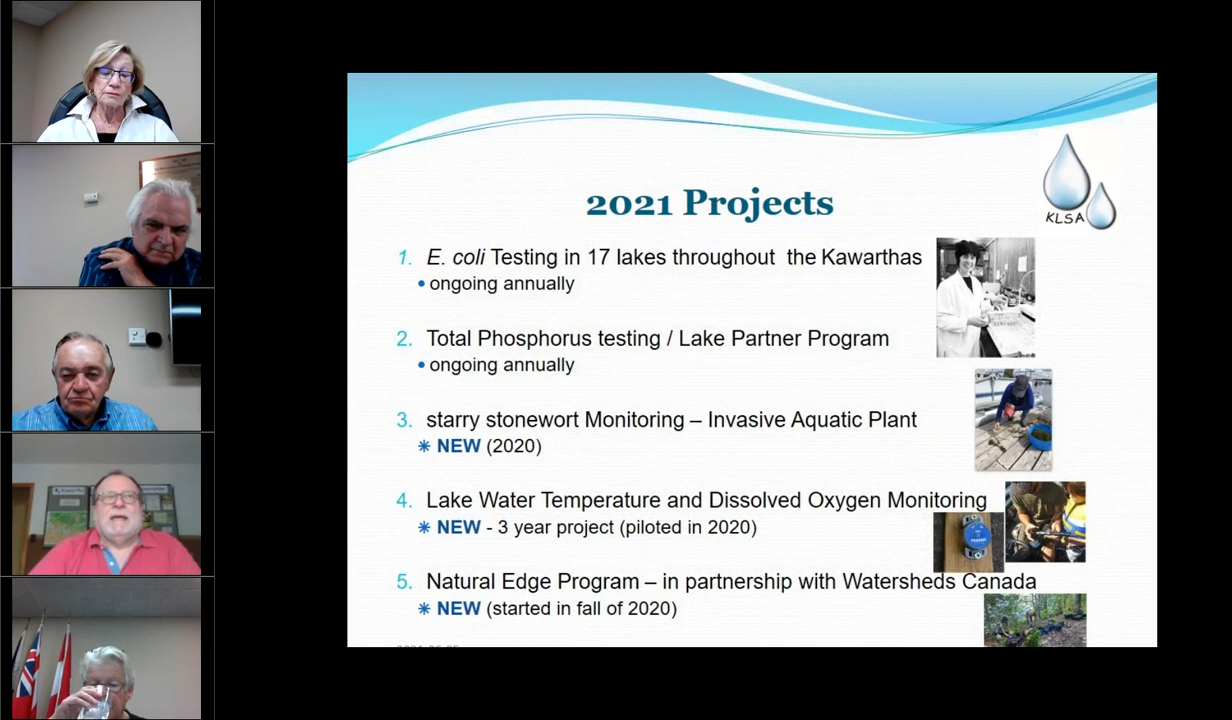 2021 Projects
KLSA
1. E. coli Testing in 17 lakes throughout the Kawarthas
• ongoing annually
2. Total Phosphorus testing / Lake Partner Program
• ongoing annually
3. starry stonewort Monitoring – Invasive Aquatic Plant
✳ NEW (2020)
4. Lake Water Temperature and Dissolved Oxygen Monitoring
✳ NEW - 3 year project (piloted in 2020)
5. Natural Edge Program – in partnership with Watersheds Canada
✳ NEW (started in fall of 2020)